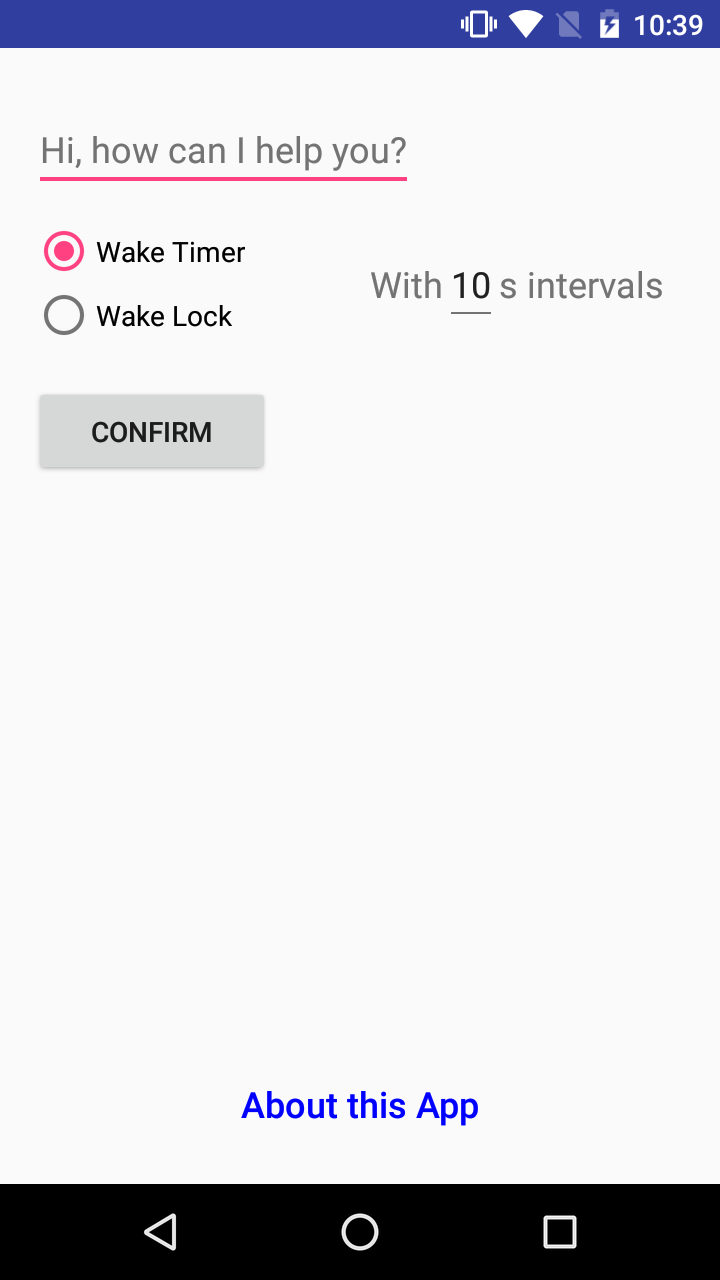 10:39
Hi, how can I help you?
Wake Timer
With 10 s intervals
Wake Lock
CONFIRM
About this App